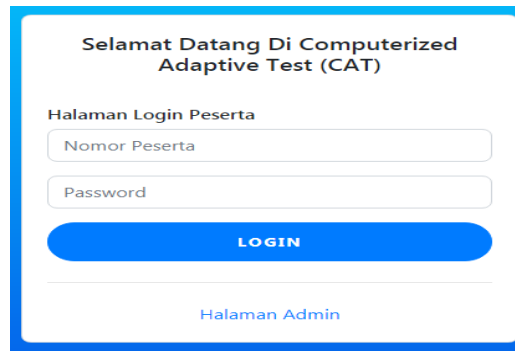 Selamat Datang Di Computerized
Adaptive Test (CAT)
Halaman Login Peserta
Nomor Peserta
Password
LOGIN
Halaman Admin